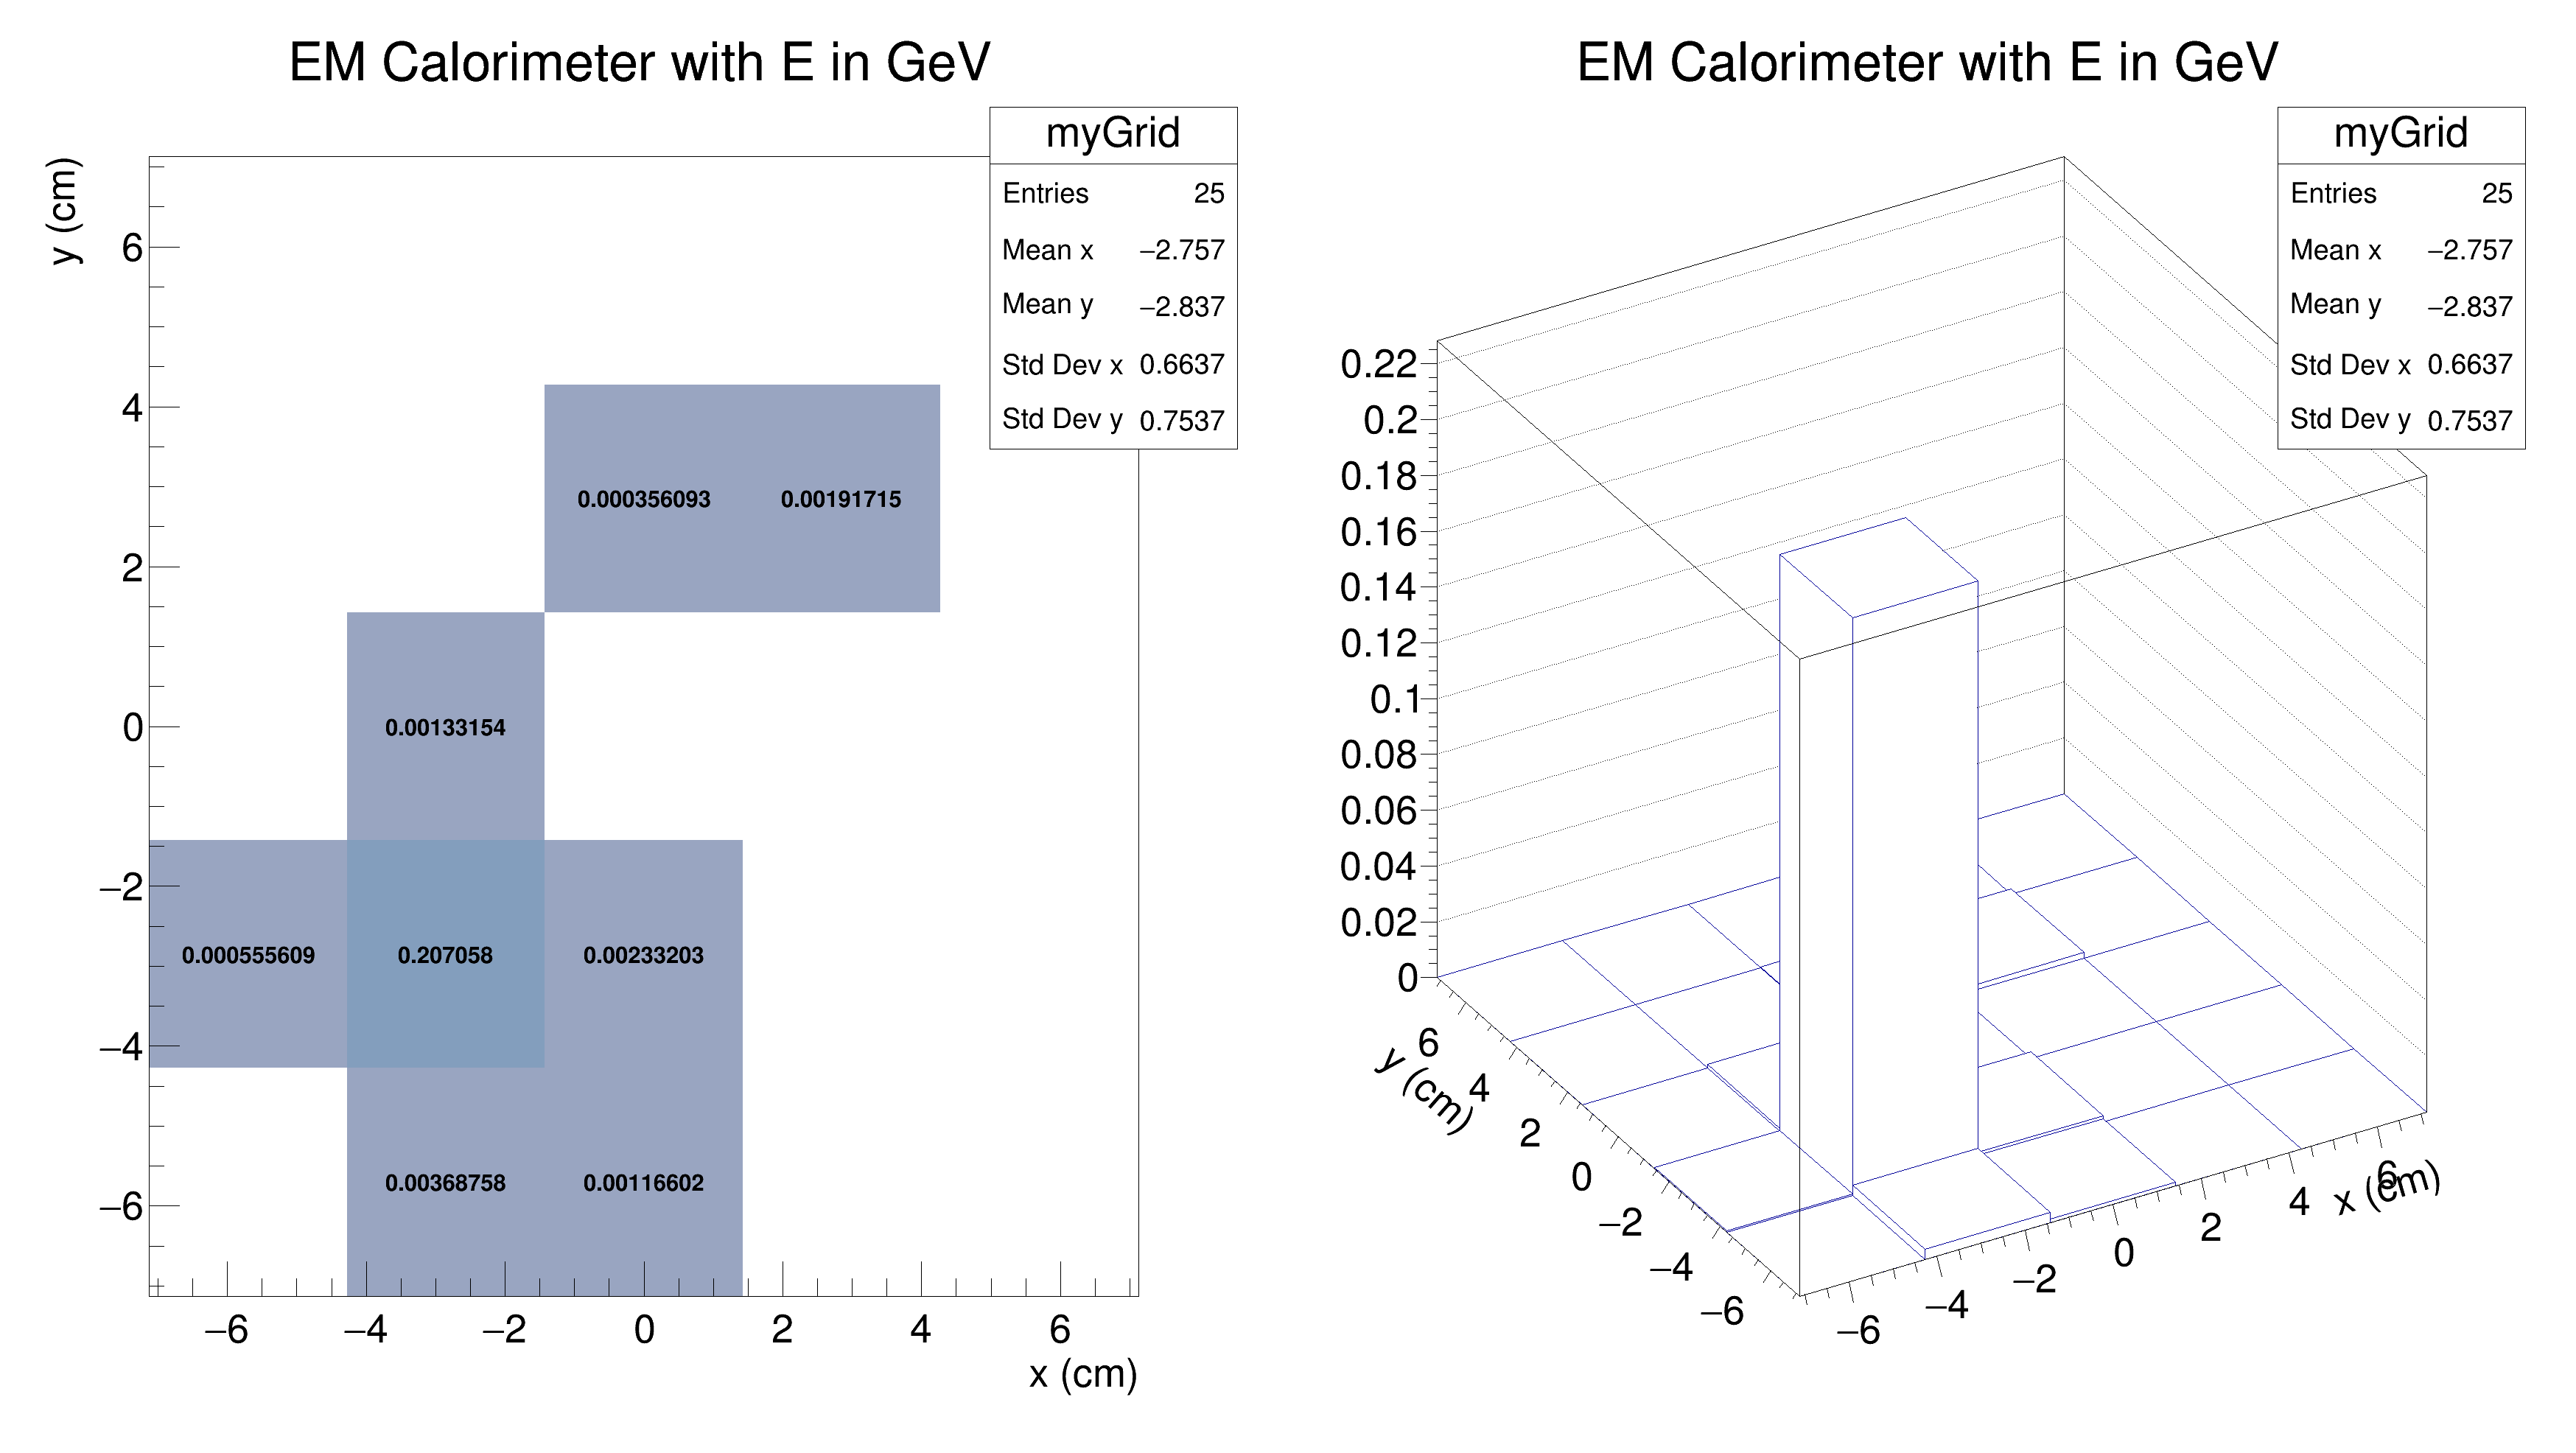 EM Calorimeter with E in GeV
myGrid
Entries 25
Mean x −2.757
Mean y −2.837
Std Dev x 0.6637
Std Dev y 0.7537
y (cm)
6
4
2
0
−2
−4
−6
0.000356093 0.00191715
0.00133154
0.000555609 0.207058 0.00233203
0.00368758 0.00116602
−6 −4 −2 0 2 4 6
x (cm)
EM Calorimeter with E in GeV
myGrid
Entries 25
Mean x −2.757
Mean y −2.837
Std Dev x 0.6637
Std Dev y 0.7537
0.22
0.2
0.18
0.16
0.14
0.12
0.1
0.08
0.06
0.04
0.02
0
y (cm)
6
4
2
0
−2
−4
−6
−6
−4
−2
0
2
4
6
x (cm)